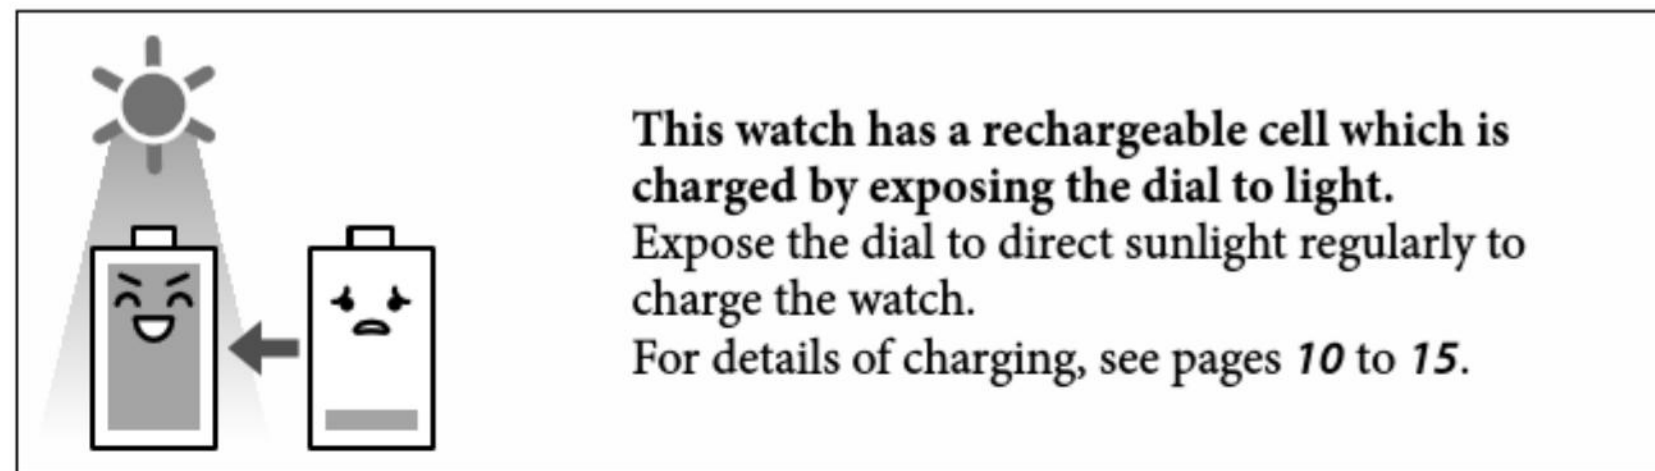 This watch has a rechargeable cell which is
charged by exposing the dial to light.
Expose the dial to direct sunlight regularly to
charge the watch.
For details of charging, see pages 10 to 15.